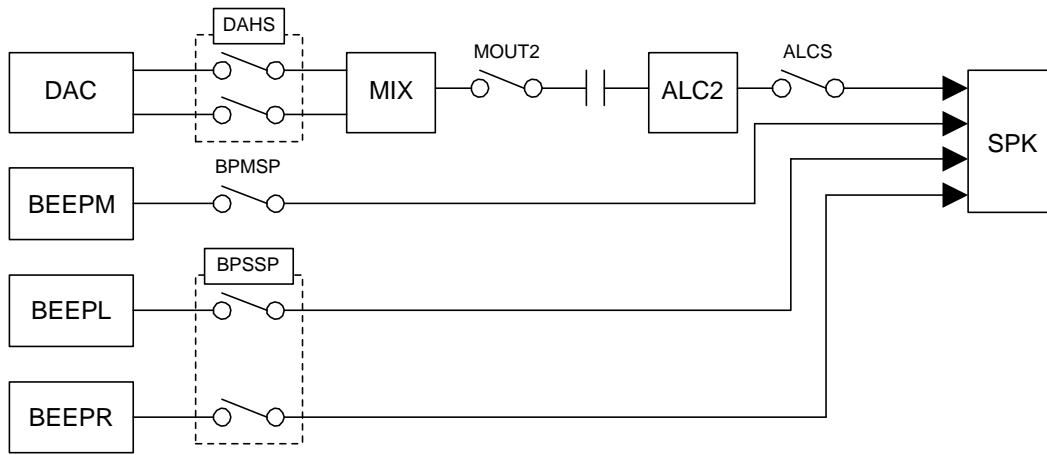 DAHS
DAC
MIX
MOUT2
ALC2
ALCS
SPK
BPMSP
BEEPM
BPSSP
BEEPL
BEEPR